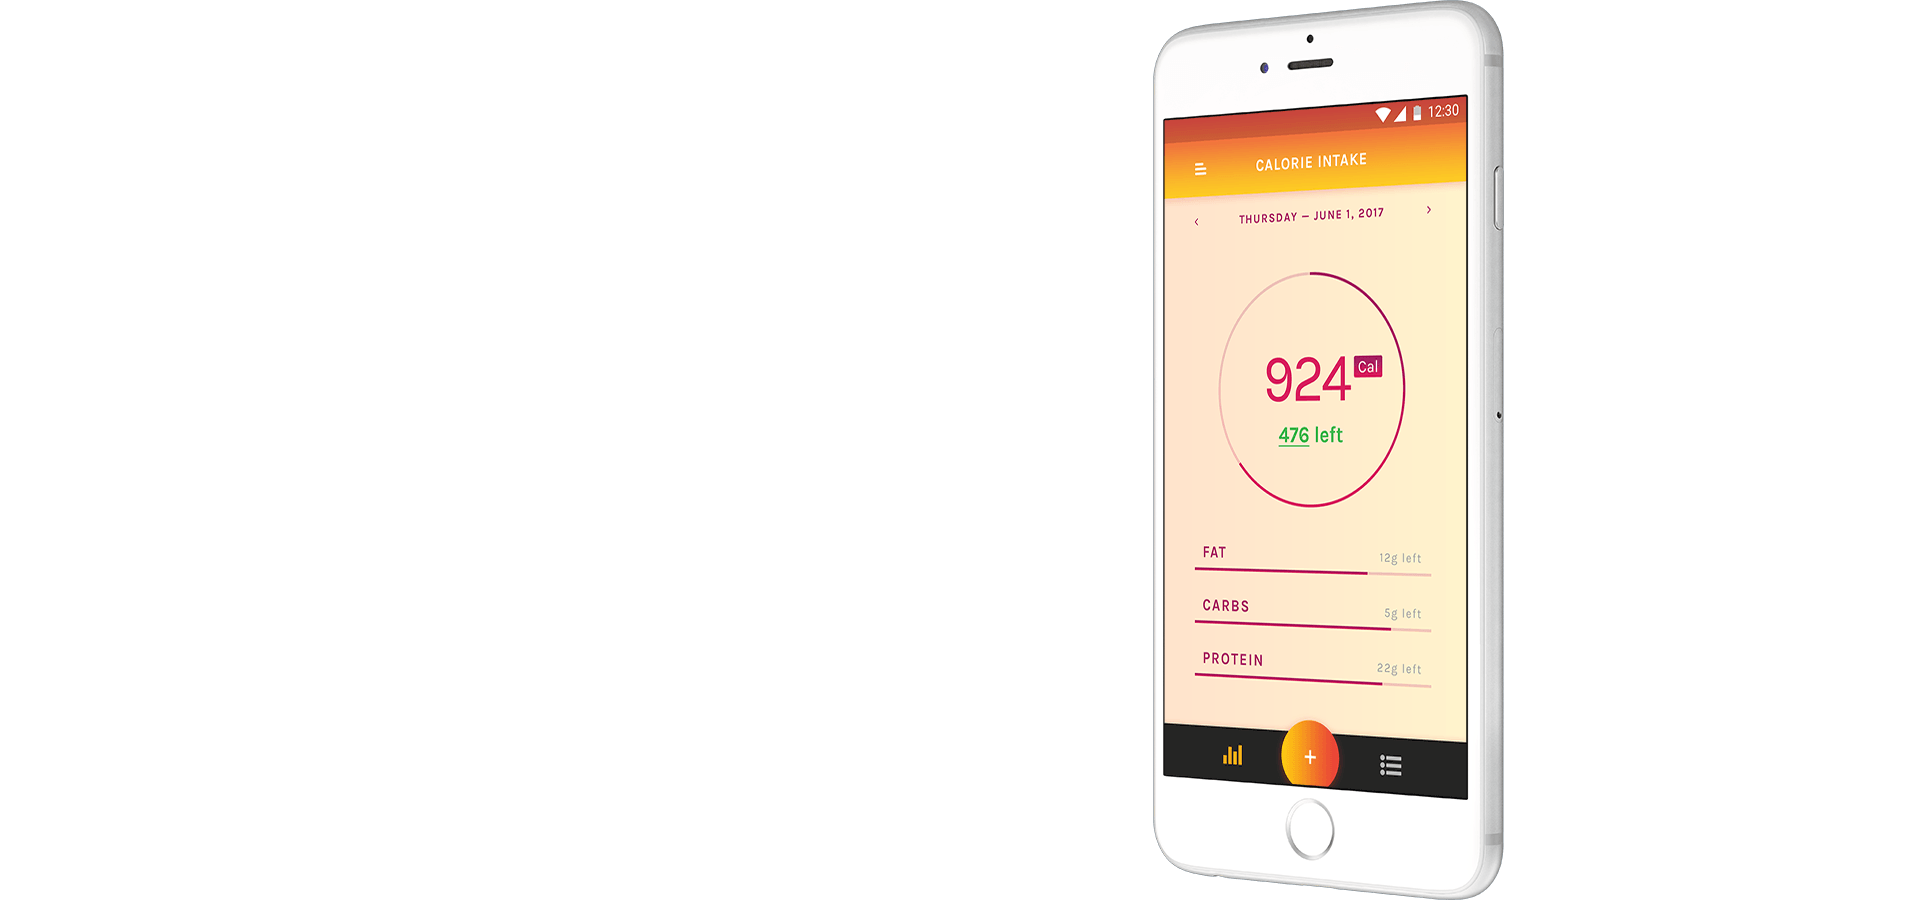 12:30
CALORIE INTAKE
THURSDAY — JUNE 1, 2017
924 Cal
476 left
FAT
12g left
CARBS
5g left
PROTEIN
22g left